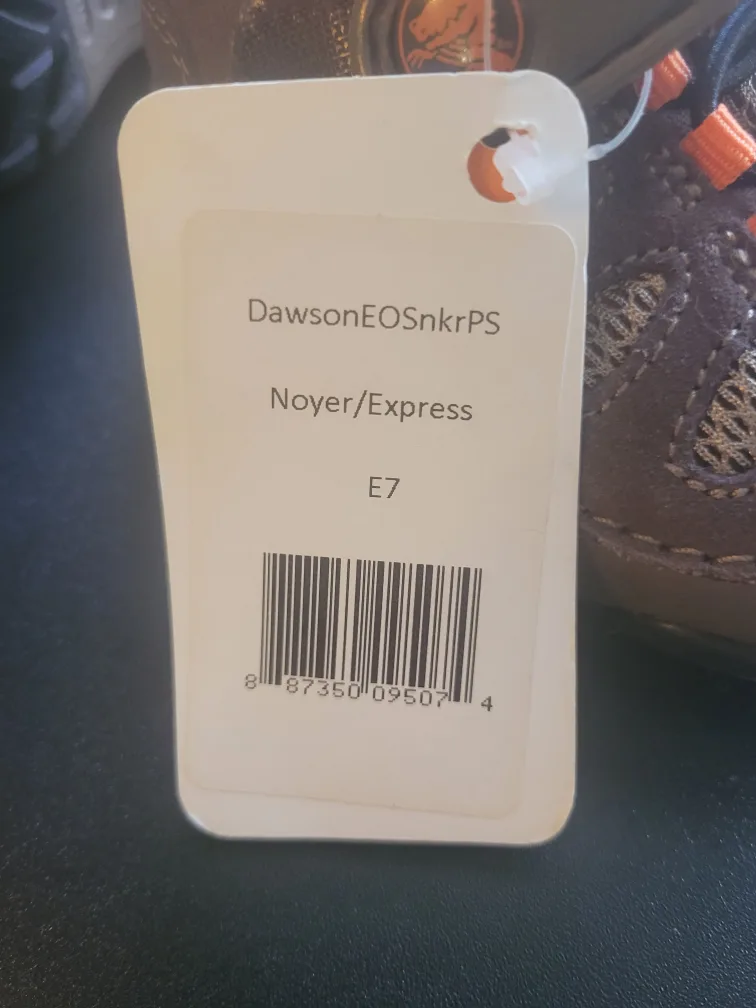 DawsonEOSnkrPS
Noyer/Express
E7
8 87350 09507 4